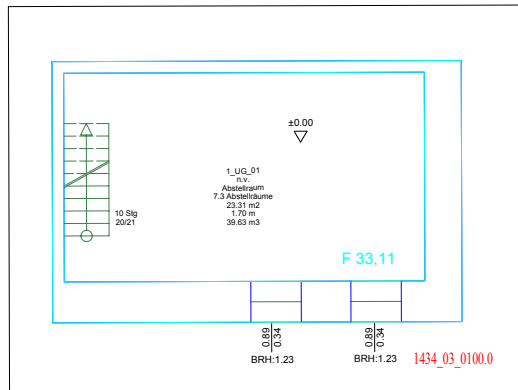 ±0.00
1_UG_01
n.v.
Abstellraum
7.3 Abstellräume
23.31 m2
1.70 m
39.63 m3
10 Stg
20/21
F 33,11
0.89
0.34
BRH:1.23
0.89
0.34
BRH:1.23
1434_03_0100.0